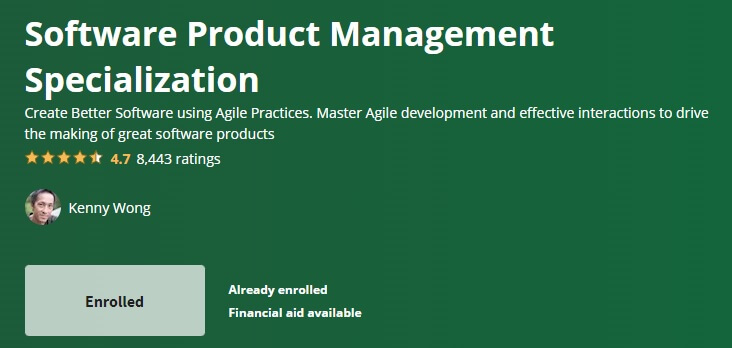 Software Product Management
Specialization
Create Better Software using Agile Practices. Master Agile development and effective interactions to drive
the making of great software products
4.7 8,443 ratings
Kenny Wong
Enrolled
Already enrolled
Financial aid available